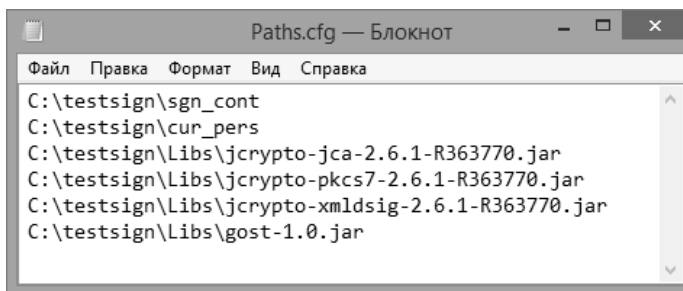 Paths.cfg — Блокнот
Файл Правка Формат Вид Справка
C:\testsign\sgn_cont
C:\testsign\cur_pers
C:\testsign\Libs\jcrypto-jca-2.6.1-R363770.jar
C:\testsign\Libs\jcrypto-pkcs7-2.6.1-R363770.jar
C:\testsign\Libs\jcrypto-xmldsig-2.6.1-R363770.jar
C:\testsign\Libs\gost-1.0.jar